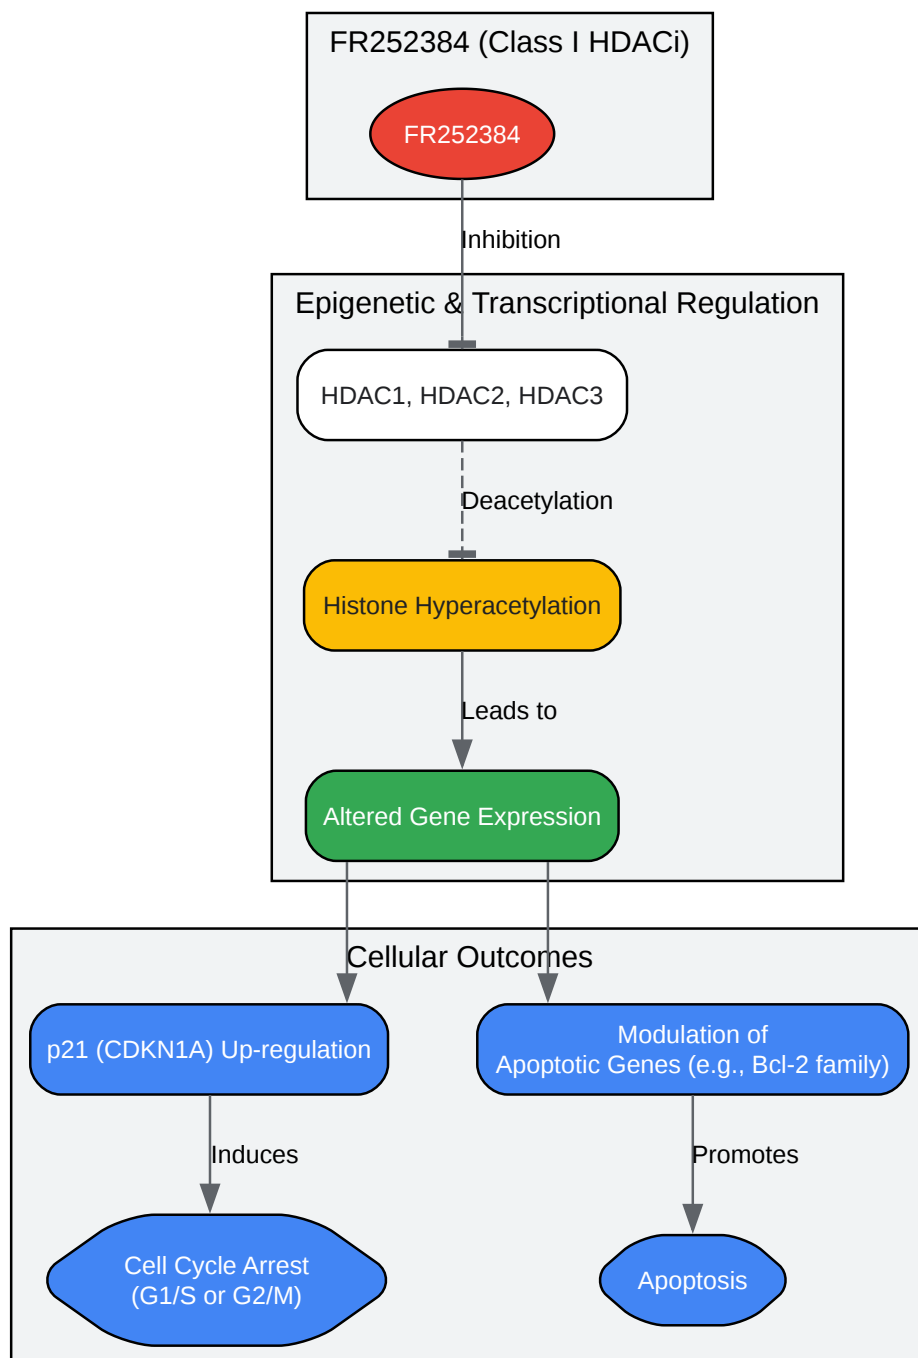 FR252384 (Class I HDACi)
FR252384
Inhibition
Epigenetic & Transcriptional Regulation
HDAC1, HDAC2, HDAC3
Deacetylation
Histone Hyperacetylation
Leads to
Altered Gene Expression
Cellular Outcomes
p21 (CDKN1A) Up-regulation
Modulation of
Apoptotic Genes (e.g., Bcl-2 family)
Induces
Promotes
Cell Cycle Arrest
(G1/S or G2/M)
Apoptosis